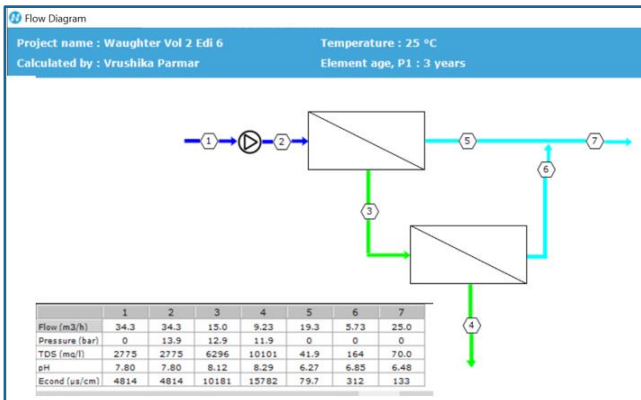 Flow Diagram
Project name : Waughter Vol 2 Edi 6 Temperature : 25 °C
Calculated by : Vrushika Parmar Element age, P1 : 3 years
1 2 5 7
6
3
4
1 2 3 4 5 6 7
Flow (m3/h) 34.3 34.3 15.0 9.23 19.3 5.73 25.0
Pressure (bar) 0 13.9 12.9 11.9 0 0 0
TDS (mg/l) 2775 2775 6296 10101 41.9 164 70.0
pH 7.80 7.80 8.12 8.29 6.27 6.85 6.48
Econd (µs/cm) 4814 4814 10181 15782 79.7 312 133